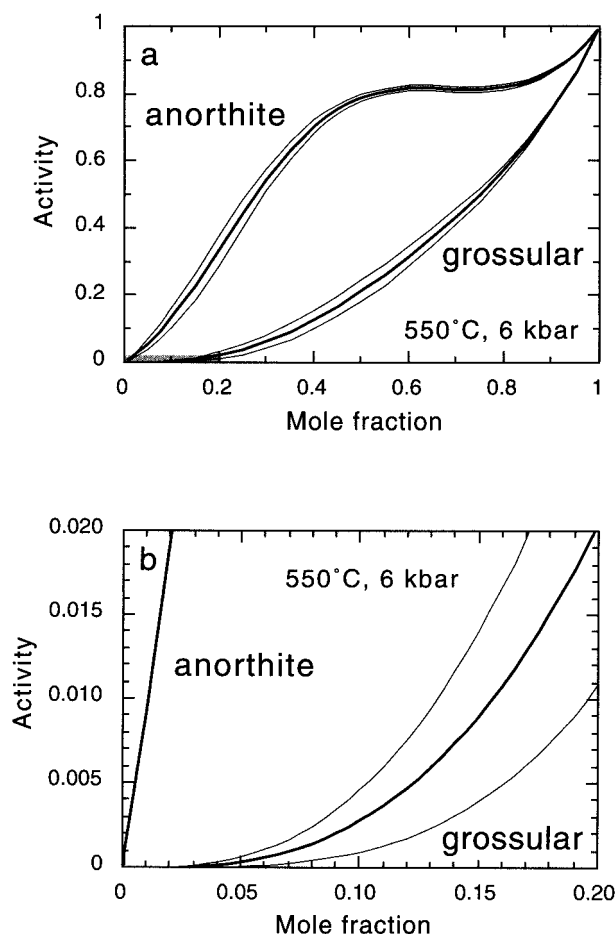 a
1
0.8
0.6
0.4
0.2
0
Activity
anorthite
grossular
550°C, 6 kbar
0
0.2
0.4
0.6
0.8
1
Mole fraction
b
0.020
0.015
0.010
0.005
0
Activity
550°C, 6 kbar
anorthite
grossular
0
0.05
0.10
0.15
0.20
Mole fraction